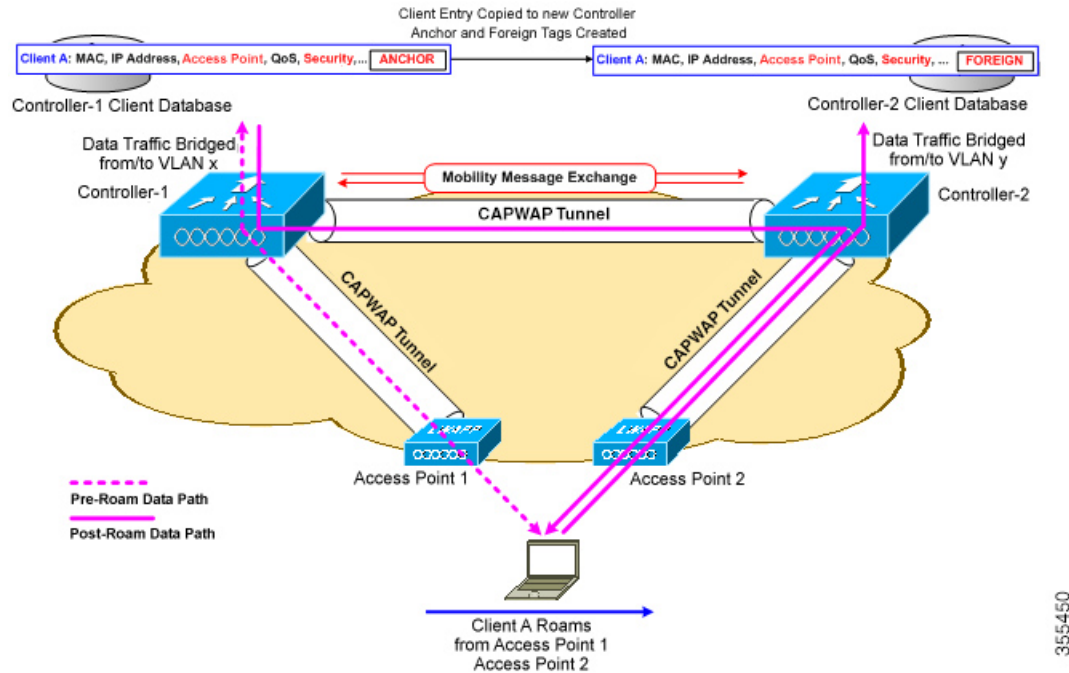 Client Entry Copied to new Controller
Anchor and Foreign Tags Created
Client A: MAC, IP Address, Access Point, QoS, Security,... ANCHOR
Client A: MAC, IP Address, Access Point, QoS, Security, ... FOREIGN
Controller-1 Client Database
Controller-2 Client Database
Data Traffic Bridged
from/to VLAN x
Data Traffic Bridged
from/to VLAN y
Controller-1
Mobility Message Exchange
Controller-2
CAPWAP Tunnel
CAPWAP Tunnel
CAPWAP Tunnel
LWAPP
LWAPP
Access Point 1
Access Point 2
Pre-Roam Data Path
Post-Roam Data Path
Client A Roams
from Access Point 1
Access Point 2
355450